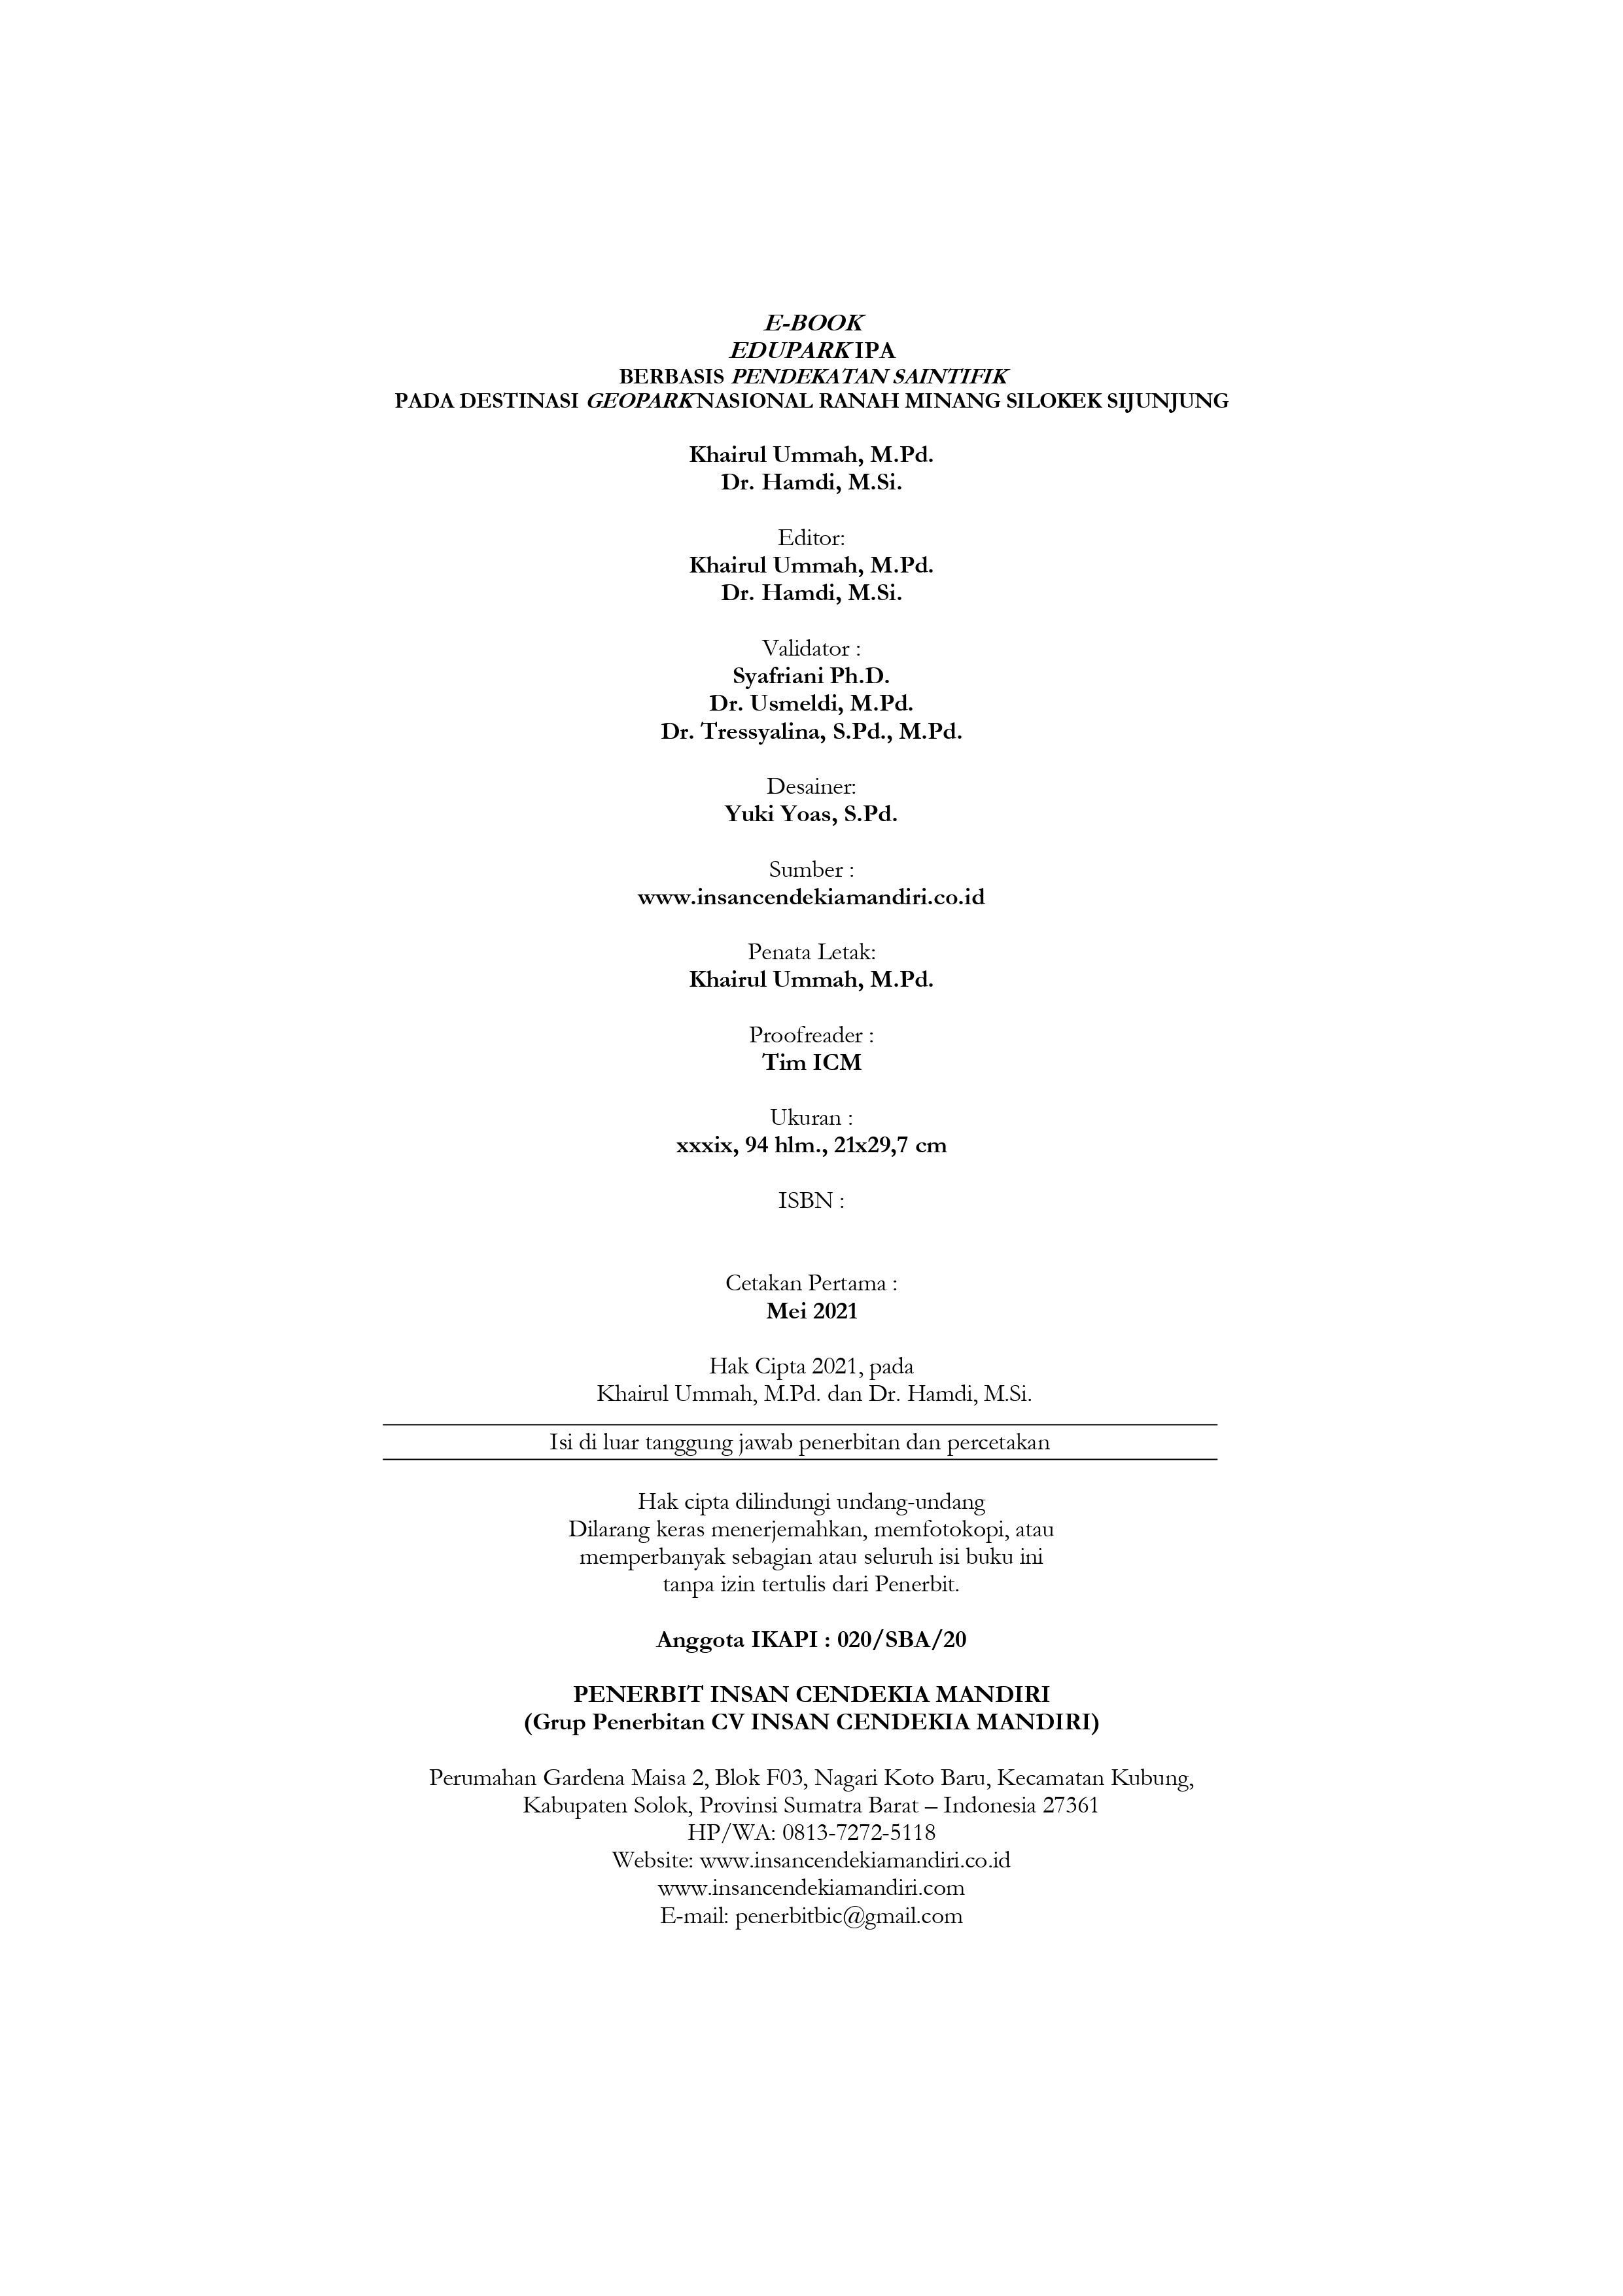 E-BOOK
EDUPARK IPA
BERBASIS PENDEKATAN SAINTIFIK
PADA DESTINASI GEOPARK NASIONAL RANAH MINANG SILOKEK SIJUNJUNG
Khairul Ummah, M.Pd.
Dr. Hamdi, M.Si.
Editor:
Khairul Ummah, M.Pd.
Dr. Hamdi, M.Si.
Validator :
Syafriani Ph.D.
Dr. Usmeldi, M.Pd.
Dr. Tressyalina, S.Pd., M.Pd.
Desainer:
Yuki Yoas, S.Pd.
Sumber :
www.insancendekiamandiri.co.id
Penata Letak:
Khairul Ummah, M.Pd.
Proofreader :
Tim ICM
Ukuran :
xxxix, 94 hlm., 21x29,7 cm
ISBN :
Cetakan Pertama :
Mei 2021
Hak Cipta 2021, pada
Khairul Ummah, M.Pd. dan Dr. Hamdi, M.Si.
Isi di luar tanggung jawab penerbitan dan percetakan
Hak cipta dilindungi undang-undang
Dilarang keras menerjemahkan, memfotokopi, atau
memperbanyak sebagian atau seluruh isi buku ini
tanpa izin tertulis dari Penerbit.
Anggota IKAPI : 020/SBA/20
PENERBIT INSAN CENDEKIA MANDIRI
(Grup Penerbitan CV INSAN CENDEKIA MANDIRI)
Perumahan Gardena Maisa 2, Blok F03, Nagari Koto Baru, Kecamatan Kubung,
Kabupaten Solok, Provinsi Sumatra Barat – Indonesia 27361
HP/WA: 0813-7272-5118
Website: www.insancendekiamandiri.co.id
www.insancendekiamandiri.com
E-mail: penerbitbic@gmail.com